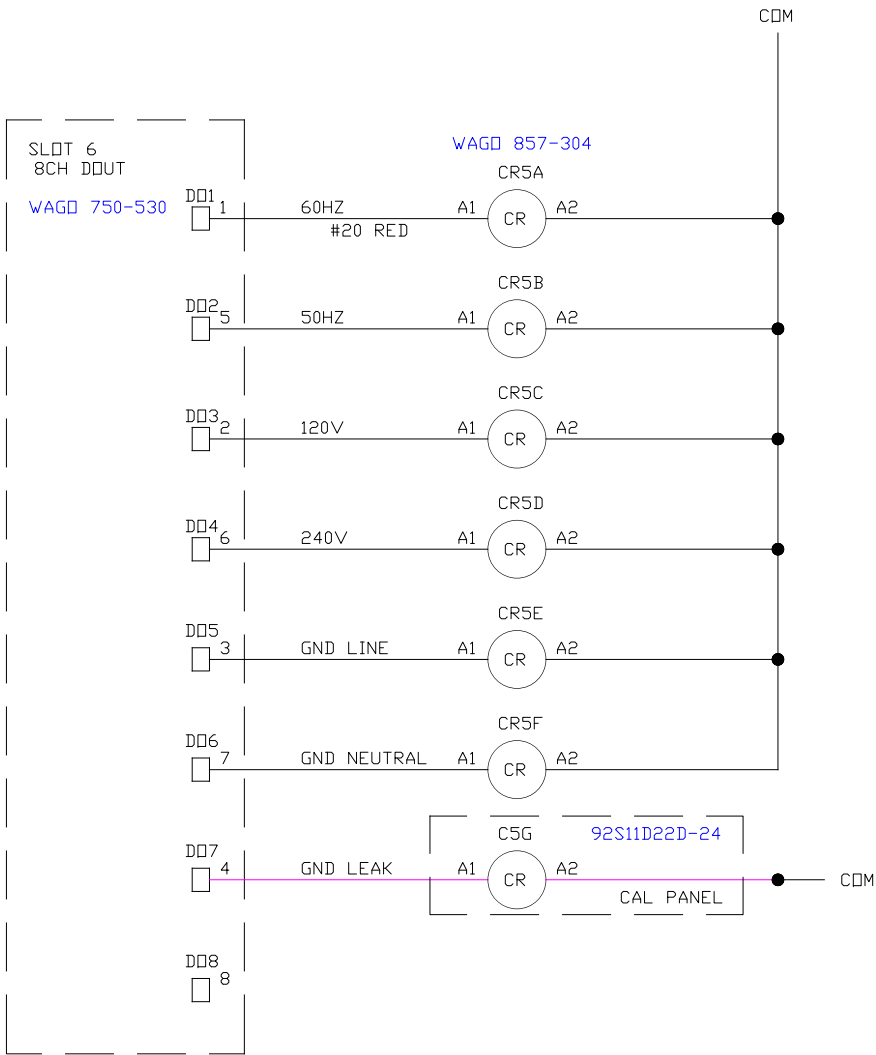 COM
SLOT 6
8CH DOUT
WAGO 750-530
WAGO 857-304
CR5A
DO1 1 60HZ A1 CR A2
#20 RED
CR5B
DO2 5 50HZ A1 CR A2
CR5C
DO3 2 120V A1 CR A2
CR5D
DO4 6 240V A1 CR A2
CR5E
DO5 3 GND LINE A1 CR A2
CR5F
DO6 7 GND NEUTRAL A1 CR A2
C5G 92S11D22D-24
DO7 4 GND LEAK A1 CR A2 COM
CAL PANEL
DO8 8